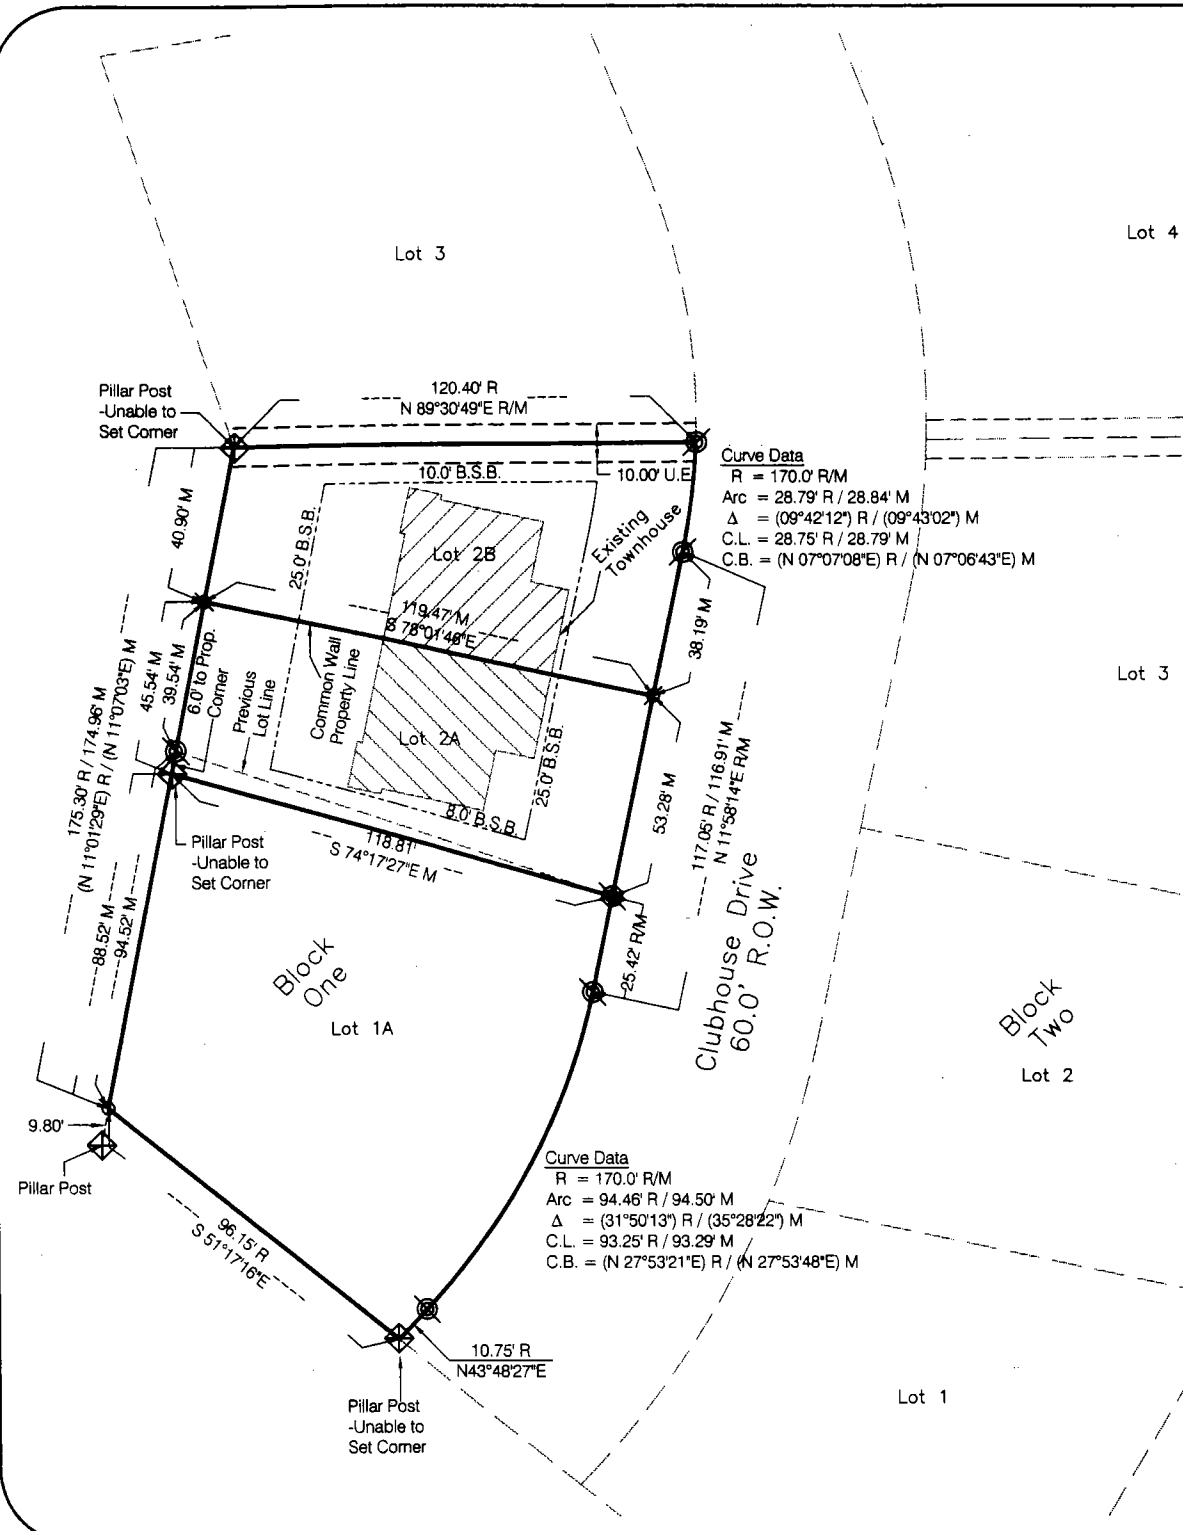 Lot 3
Lot 4
Pillar Post
-Unable to
Set Corner
120.40' R
N 89°30'49"E R/M
10.0' B.S.B.
10.00' U.E.
Curve Data
R = 170.0' R/M
Arc = 28.79' R / 28.84' M
Δ = (09°42'12") R / (09°43'02") M
C.L. = 28.75' R / 28.79' M
C.B. = (N 07°07'08"E) R / (N 07°06'43"E) M
40.90' M
25.0' B.S.B.
Lot 2B
Existing
Townhouse
119.47' M
S 78°01'46"E
38.19' M
Lot 3
175.30' R / 174.96' M
(N 11°01'29"E) R / (N 11°07'03"E) M
45.54' M
39.54' M
6.0' to Prop.
Corner
Previous
Lot Line
Common Wall
Property Line
Lot 2A
25.0' B.S.B.
8.0' B.S.B.
53.28' M
117.05' R / 116.91' M
N 11°58'14"E R/M
Pillar Post
-Unable to
Set Corner
118.81'
S 74°17'27"E M
88.52' M
94.52' M
25.42' R/M
Clubhouse Drive
60.0' R.O.W.
Block
One
Lot 1A
Block
Two
Lot 2
9.80'
Pillar Post
96.15' R
S 51°17'16"E
Curve Data
R = 170.0' R/M
Arc = 94.46' R / 94.50' M
Δ = (31°50'13") R / (35°28'22") M
C.L. = 93.25' R / 93.29' M
C.B. = (N 27°53'21"E) R / (N 27°53'48"E) M
10.75' R
N43°48'27"E
Pillar Post
-Unable to
Set Corner
Lot 1